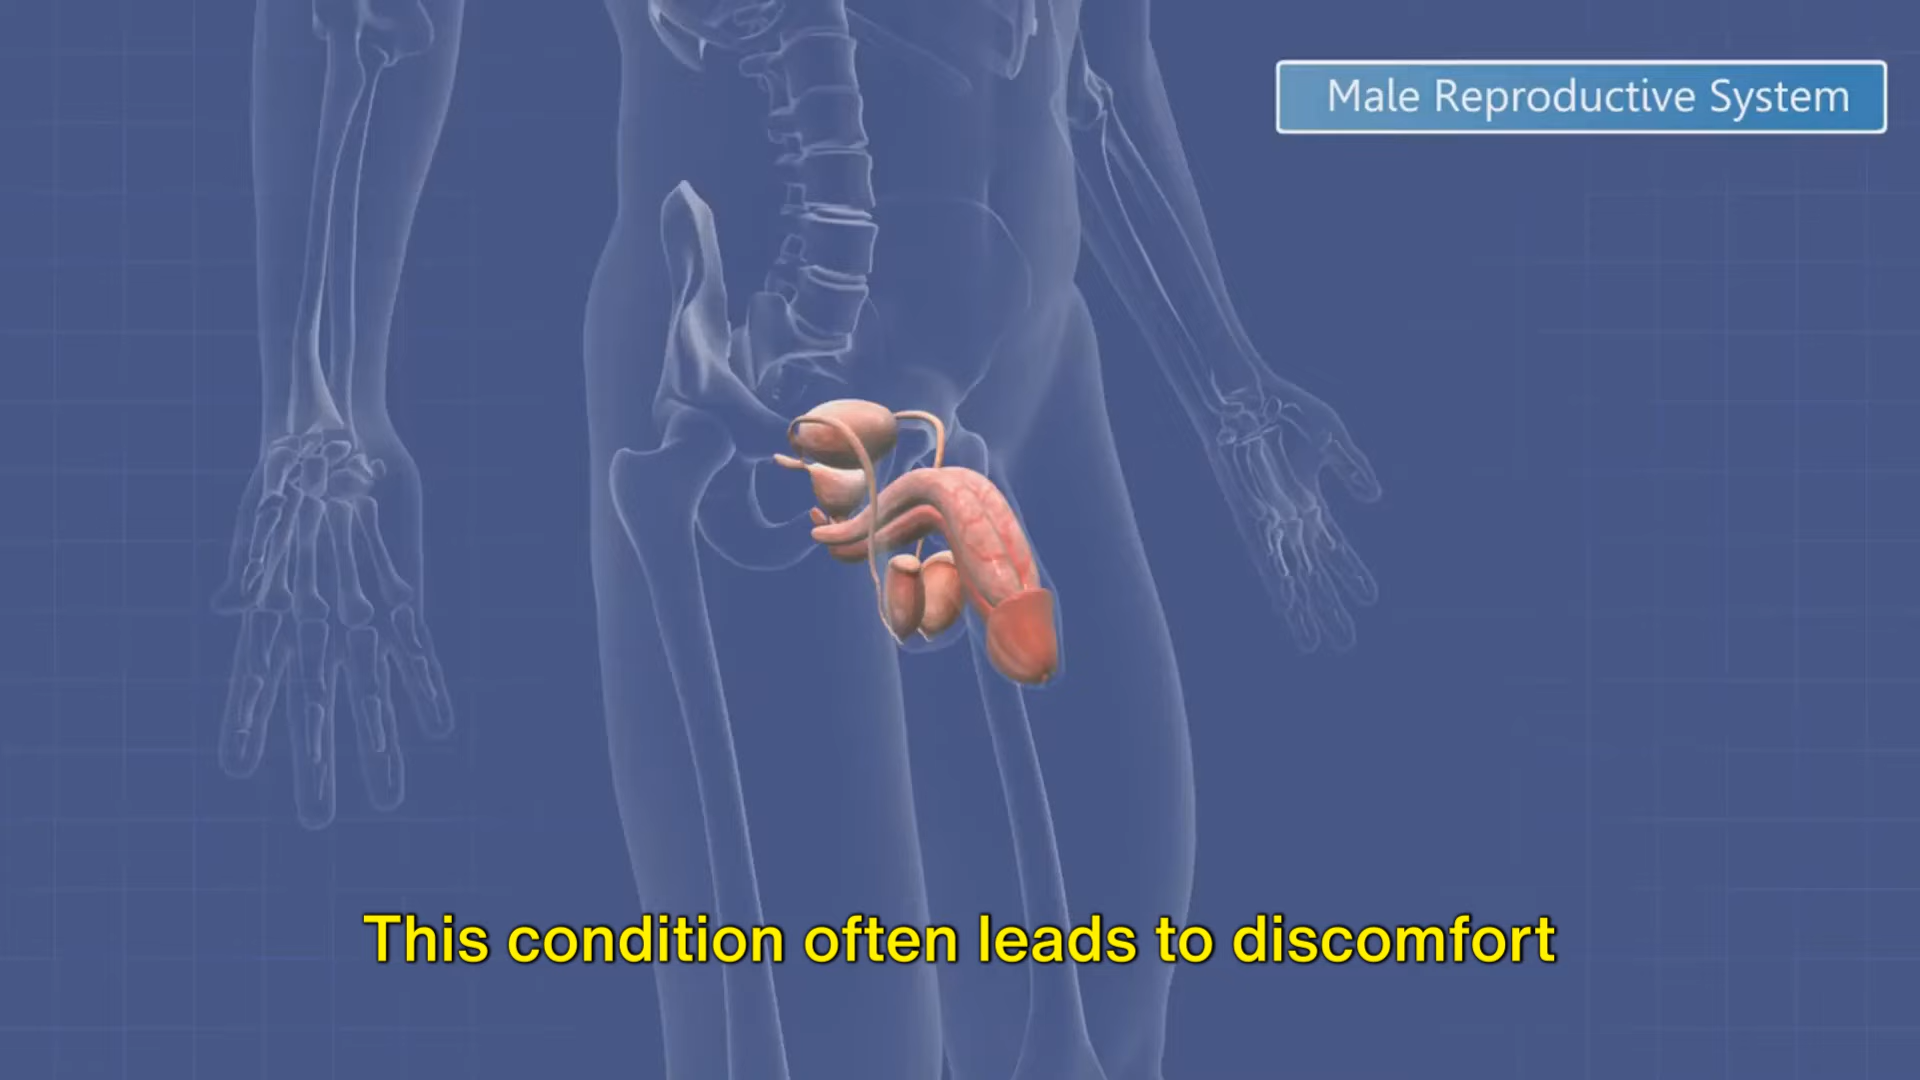 Male Reproductive System
This condition often leads to discomfort